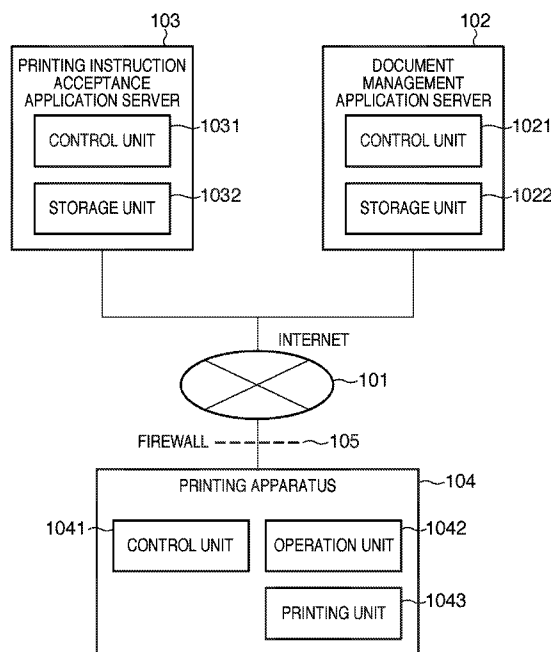 103
PRINTING INSTRUCTION
ACCEPTANCE
APPLICATION SERVER
1031
CONTROL UNIT
1032
STORAGE UNIT
102
DOCUMENT
MANAGEMENT
APPLICATION SERVER
1021
CONTROL UNIT
1022
STORAGE UNIT
INTERNET
101
FIREWALL
105
PRINTING APPARATUS
104
1041
CONTROL UNIT
1042
OPERATION UNIT
1043
PRINTING UNIT